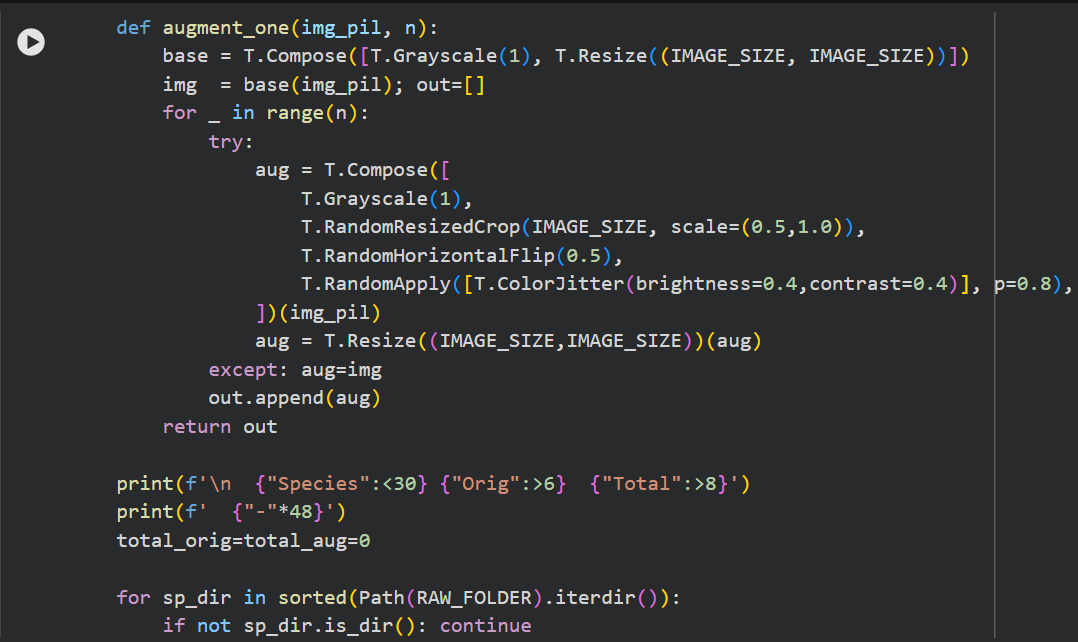 def augment_one(img_pil, n):
    base = T.Compose([T.Grayscale(1), T.Resize((IMAGE_SIZE, IMAGE_SIZE))])
    img  = base(img_pil); out=[]
    for _ in range(n):
        try:
            aug = T.Compose([
                T.Grayscale(1),
                T.RandomResizedCrop(IMAGE_SIZE, scale=(0.5,1.0)),
                T.RandomHorizontalFlip(0.5),
                T.RandomApply([T.ColorJitter(brightness=0.4,contrast=0.4)], p=0.8),
            ])(img_pil)
            aug = T.Resize((IMAGE_SIZE,IMAGE_SIZE))(aug)
        except: aug=img
        out.append(aug)
    return out

print(f'\n  {"Species":<30} {"Orig":>6}  {"Total":>8}')
print(f'  {"-"*48}')
total_orig=total_aug=0

for sp_dir in sorted(Path(RAW_FOLDER).iterdir()):
    if not sp_dir.is_dir(): continue